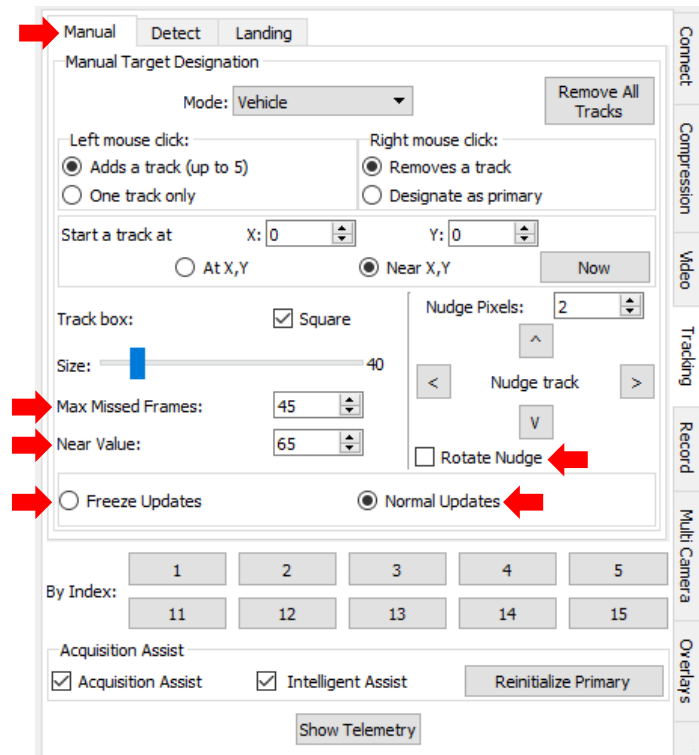 Manual Detect Landing
Manual Target Designation
Mode: Vehicle
Remove All
Tracks
Left mouse click:
Adds a track (up to 5)
One track only
Right mouse click:
Removes a track
Designate as primary
Start a track at X: 0 Y: 0
At X,Y Near X,Y Now
Track box: Square
Size: 40
Max Missed Frames: 45
Near Value: 65
Nudge Pixels: 2
^
< Nudge track >
v
Rotate Nudge
Freeze Updates Normal Updates
By Index:
1 2 3 4 5
11 12 13 14 15
Acquisition Assist
Acquisition Assist Intelligent Assist Reinitialize Primary
Show Telemetry
Connect
Compression
Video
Tracking
Record
Multi Camera
Overlays